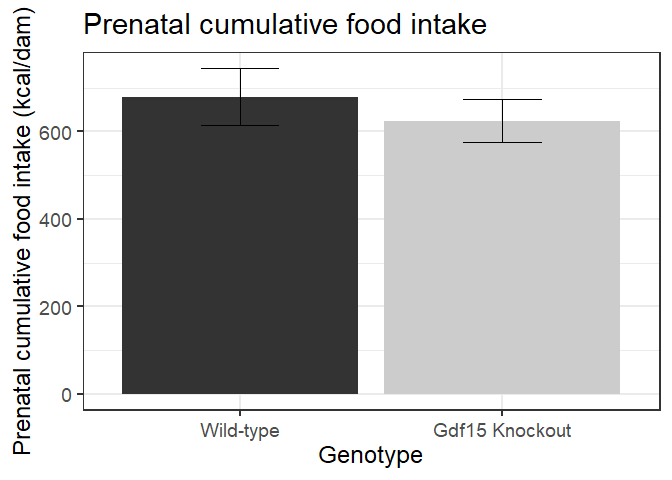 Prenatal cumulative food intake
Prenatal cumulative food intake (kcal/dam)
600
400
200
0
Wild-type
Gdf15 Knockout
Genotype